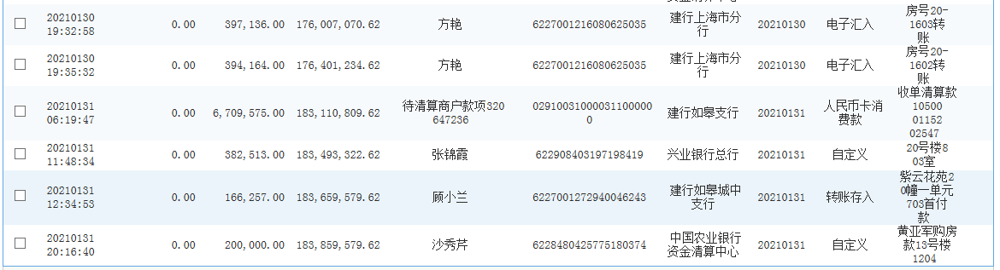 20210130 19:32:58 0.00 397,136.00 176,007,070.62 方艳 6227001216080625035 建行上海市分行 20210130 电子汇入 房号20-1603转账
20210130 19:35:32 0.00 394,164.00 176,401,234.62 方艳 6227001216080625035 建行上海市分行 20210130 电子汇入 房号20-1602转账
20210131 06:19:47 0.00 6,709,575.00 183,110,809.62 待清算商户款项320647236 029100310000311000000 建行如皋支行 20210131 人民币卡消费款 收单清算款105000115202547
20210131 11:48:34 0.00 382,513.00 183,493,322.62 张锦霞 622908403197198419 兴业银行总行 20210131 自定义 20号楼803室
20210131 12:34:53 0.00 166,257.00 183,659,579.62 顾小兰 6227001272940046243 建行如皋城中支行 20210131 转账存入 紫云花苑20幢一单元703首付款
20210131 20:16:40 0.00 200,000.00 183,859,579.62 沙秀芹 6228480425775180374 中国农业银行资金清算中心 20210131 自定义 黄亚军购房款13号楼1204